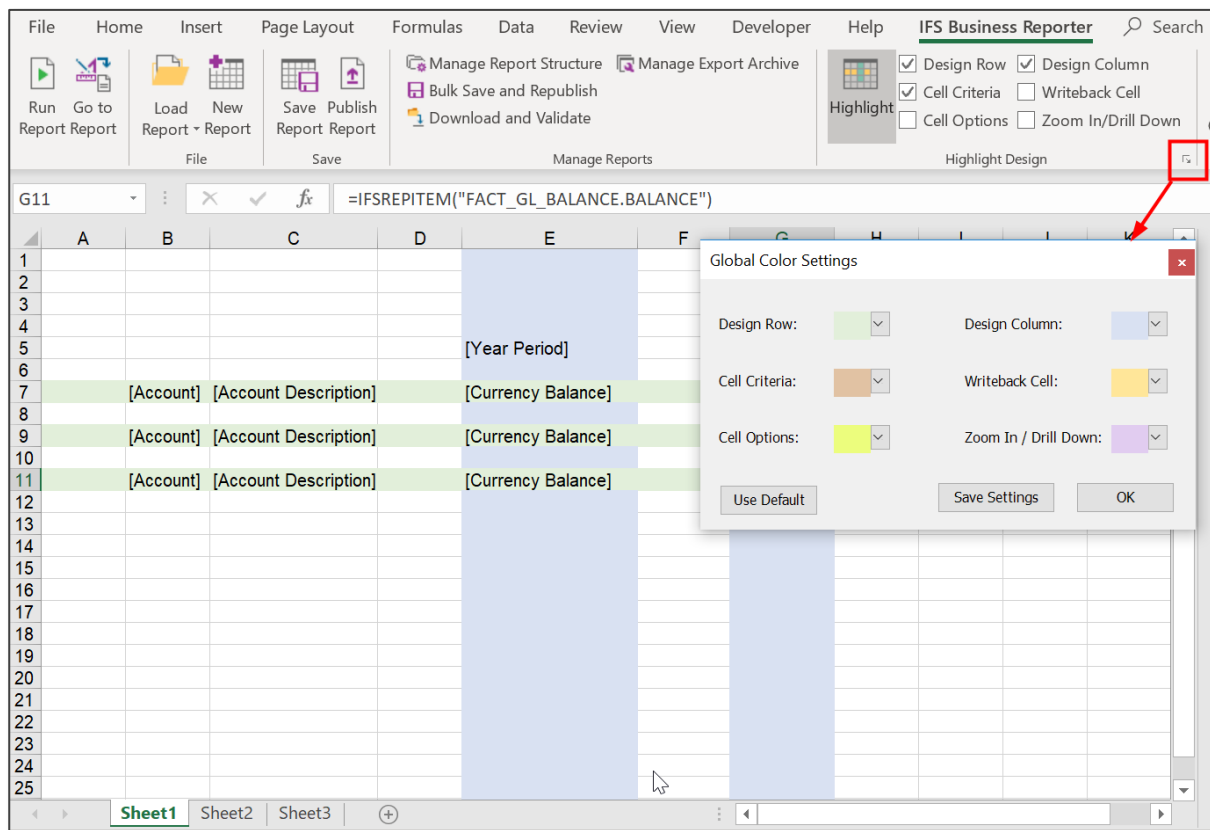 File Home Insert Page Layout Formulas Data Review View Developer Help IFS Business Reporter Search
Run Report
Go to Report
Load Report
New Report
File
Save Report
Publish Report
Save
Manage Report Structure Manage Export Archive
Bulk Save and Republish
Download and Validate
Manage Reports
Highlight
Design Row Design Column
Cell Criteria Writeback Cell
Cell Options Zoom In/Drill Down
Highlight Design
G11 fx =IFSREPITEM("FACT_GL_BALANCE.BALANCE")
A B C D E F G H I J K
1
2
3
4
5 [Year Period]
6
7 [Account] [Account Description] [Currency Balance]
8
9 [Account] [Account Description] [Currency Balance]
10
11 [Account] [Account Description] [Currency Balance]
12
13
14
15
16
17
18
19
20
21
22
23
24
25
Global Color Settings
Design Row: Design Column:
Cell Criteria: Writeback Cell:
Cell Options: Zoom In / Drill Down:
Use Default Save Settings OK
Sheet1 Sheet2 Sheet3